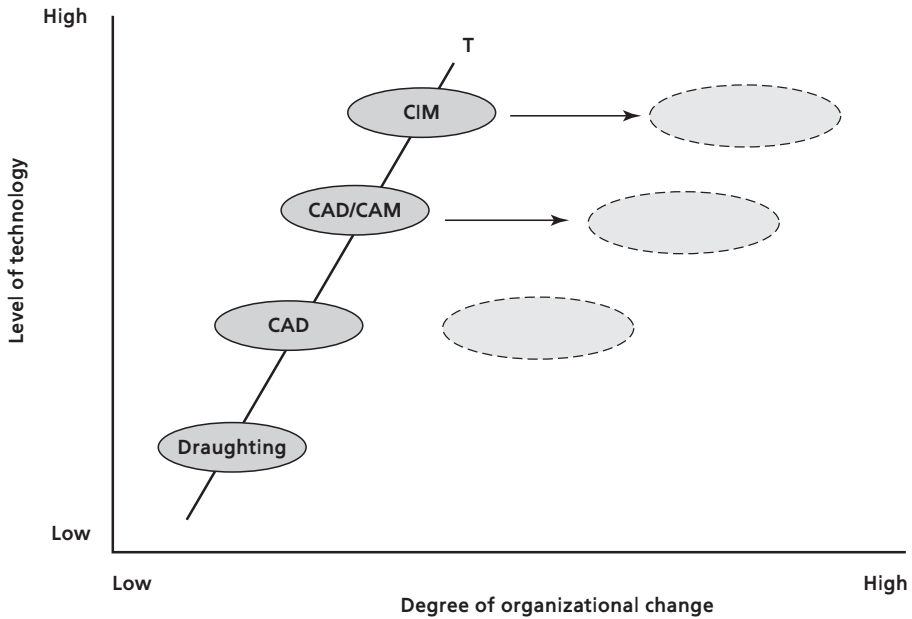 High
T
CIM
CAD/CAM
Level of technology
CAD
Draughting
Low
Low
High
Degree of organizational change